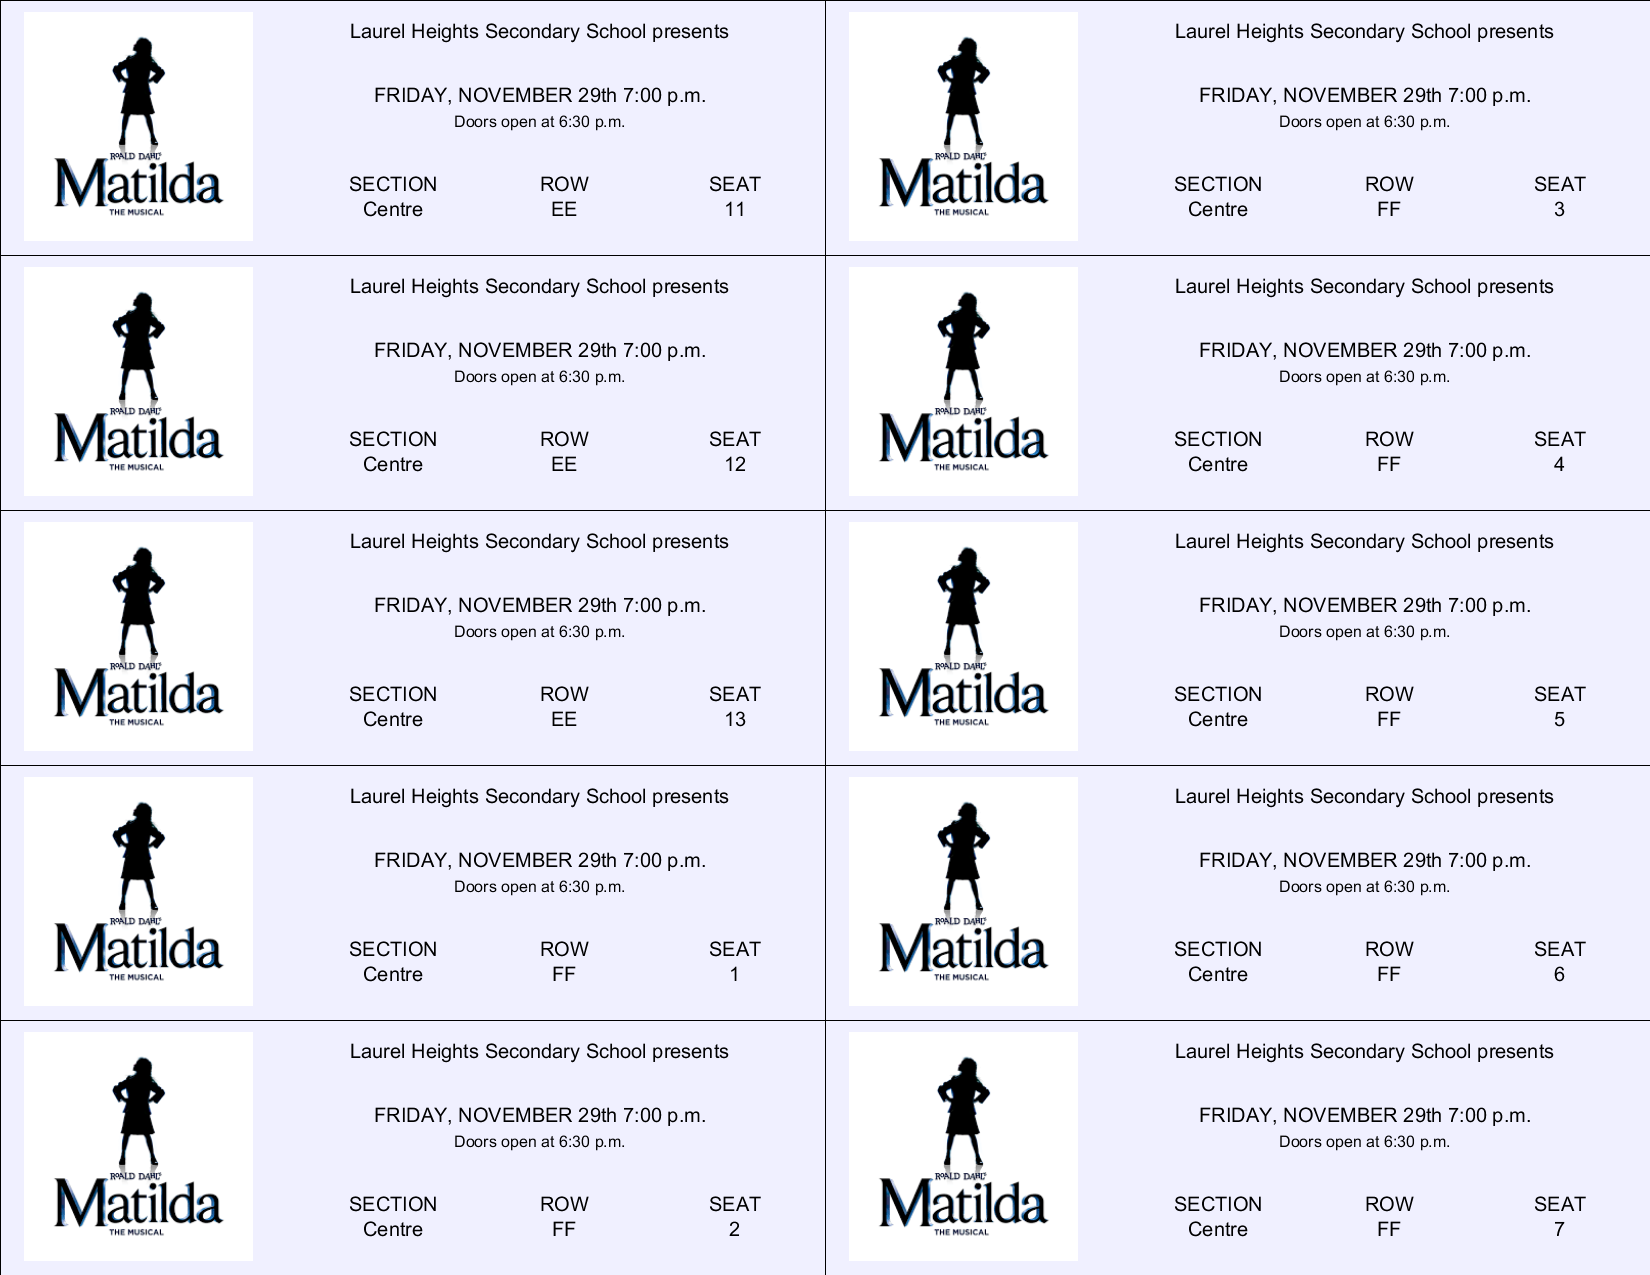 Laurel Heights Secondary School presents
FRIDAY, NOVEMBER 29th 7:00 p.m.
Doors open at 6:30 p.m.
ROALD DAHL'S
Matilda
THE MUSICAL
SECTION ROW SEAT
Centre EE 11
Laurel Heights Secondary School presents
FRIDAY, NOVEMBER 29th 7:00 p.m.
Doors open at 6:30 p.m.
ROALD DAHL'S
Matilda
THE MUSICAL
SECTION ROW SEAT
Centre FF 3
Laurel Heights Secondary School presents
FRIDAY, NOVEMBER 29th 7:00 p.m.
Doors open at 6:30 p.m.
ROALD DAHL'S
Matilda
THE MUSICAL
SECTION ROW SEAT
Centre EE 12
Laurel Heights Secondary School presents
FRIDAY, NOVEMBER 29th 7:00 p.m.
Doors open at 6:30 p.m.
ROALD DAHL'S
Matilda
THE MUSICAL
SECTION ROW SEAT
Centre FF 4
Laurel Heights Secondary School presents
FRIDAY, NOVEMBER 29th 7:00 p.m.
Doors open at 6:30 p.m.
ROALD DAHL'S
Matilda
THE MUSICAL
SECTION ROW SEAT
Centre EE 13
Laurel Heights Secondary School presents
FRIDAY, NOVEMBER 29th 7:00 p.m.
Doors open at 6:30 p.m.
ROALD DAHL'S
Matilda
THE MUSICAL
SECTION ROW SEAT
Centre FF 5
Laurel Heights Secondary School presents
FRIDAY, NOVEMBER 29th 7:00 p.m.
Doors open at 6:30 p.m.
ROALD DAHL'S
Matilda
THE MUSICAL
SECTION ROW SEAT
Centre FF 1
Laurel Heights Secondary School presents
FRIDAY, NOVEMBER 29th 7:00 p.m.
Doors open at 6:30 p.m.
ROALD DAHL'S
Matilda
THE MUSICAL
SECTION ROW SEAT
Centre FF 6
Laurel Heights Secondary School presents
FRIDAY, NOVEMBER 29th 7:00 p.m.
Doors open at 6:30 p.m.
ROALD DAHL'S
Matilda
THE MUSICAL
SECTION ROW SEAT
Centre FF 2
Laurel Heights Secondary School presents
FRIDAY, NOVEMBER 29th 7:00 p.m.
Doors open at 6:30 p.m.
ROALD DAHL'S
Matilda
THE MUSICAL
SECTION ROW SEAT
Centre FF 7